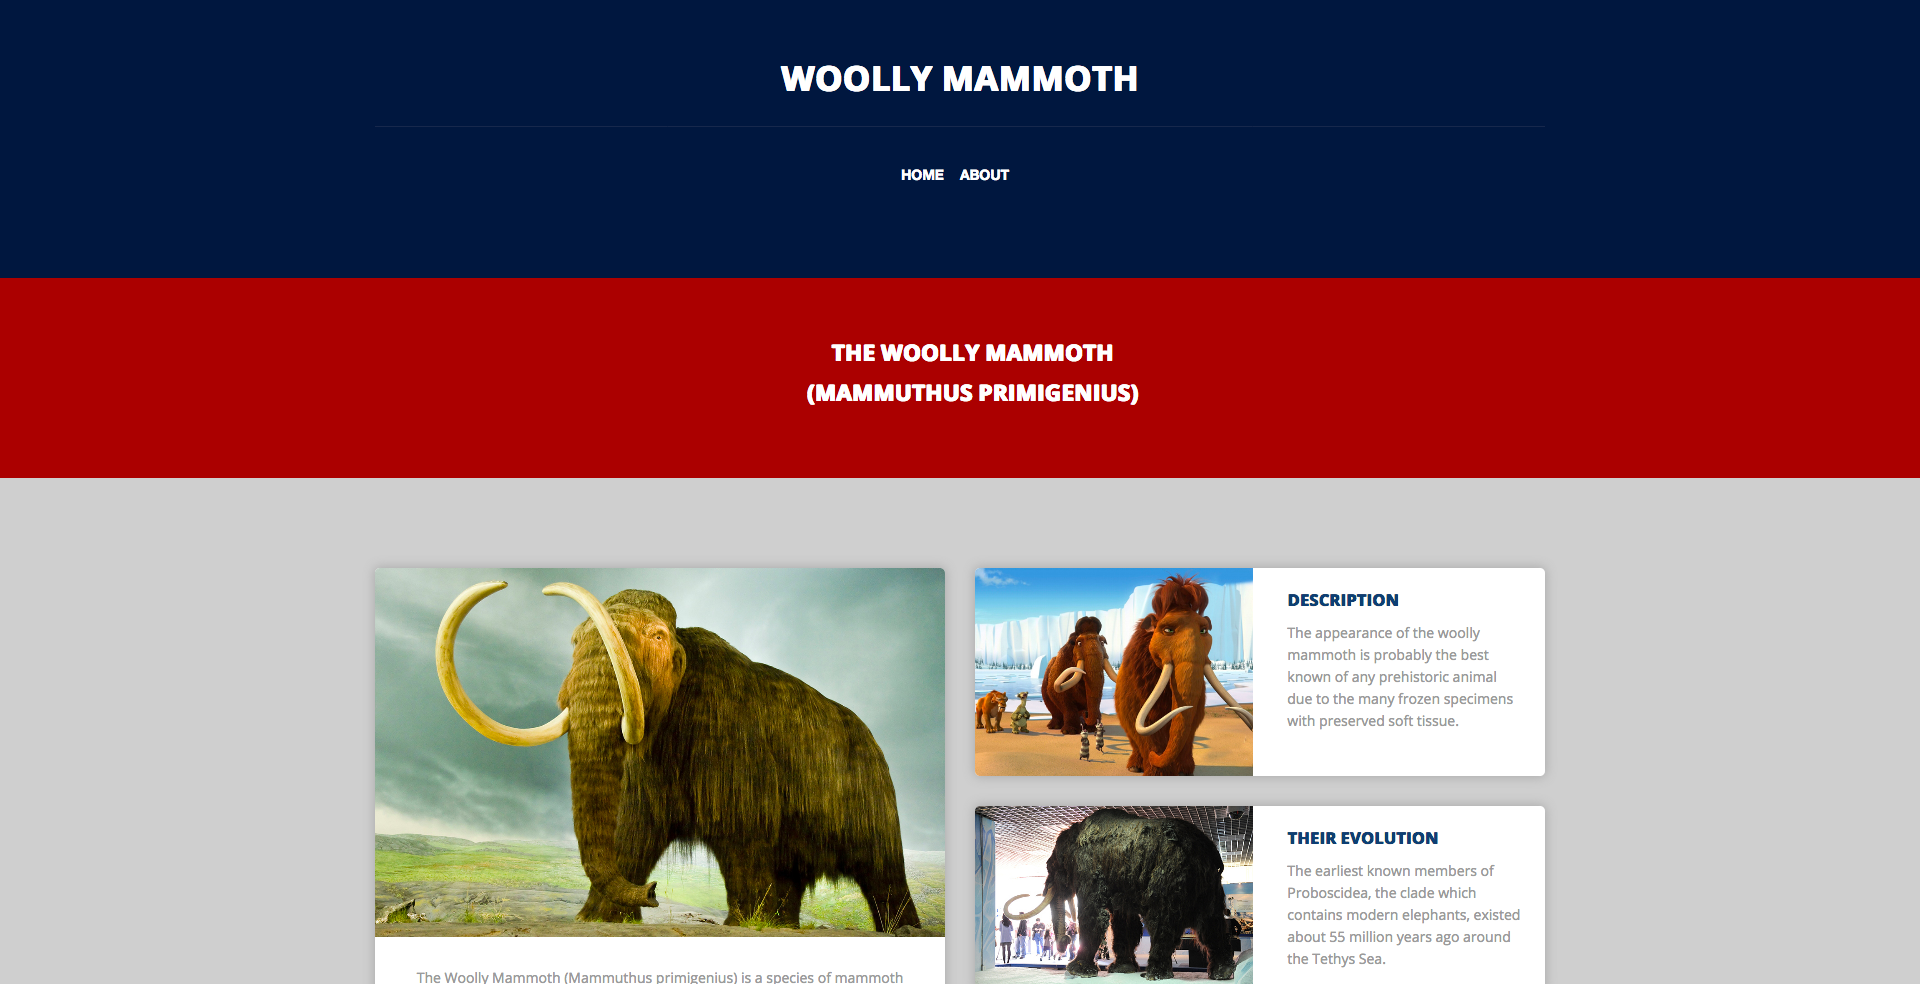 WOOLLY MAMMOTH
HOME ABOUT
THE WOOLLY MAMMOTH
(MAMMUTHUS PRIMIGENIUS)
The Woolly Mammoth (Mammuthus primigenius) is a species of mammoth
DESCRIPTION
The appearance of the woolly
mammoth is probably the best
known of any prehistoric animal
due to the many frozen specimens
with preserved soft tissue.
THEIR EVOLUTION
The earliest known members of
Proboscidea, the clade which
contains modern elephants, existed
about 55 million years ago around
the Tethys Sea.